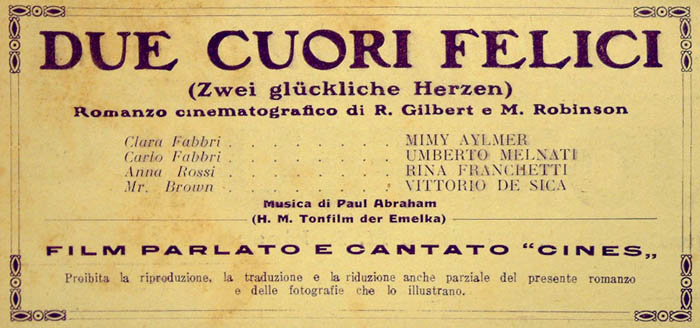 DUE CUORI FELICI
(Zwei glückliche Herzen)
Romanzo cinematografico di R. Gilbert e M. Robinson
Clara Fabbri . . . . . . . MIMY AYLMER
Carlo Fabbri . . . . . . . UMBERTO MELNATI
Anna Rossi . . . . . . . RINA FRANCHETTI
Mr. Brown . . . . . . . VITTORIO DE SICA
Musica di Paul Abraham
(H. M. Tonfilm der Emelka)
FILM PARLATO E CANTATO "CINES„
Proibita la riproduzione, la traduzione e la riduzione anche parziale del presente romanzo
e delle fotografie che lo illustrano.